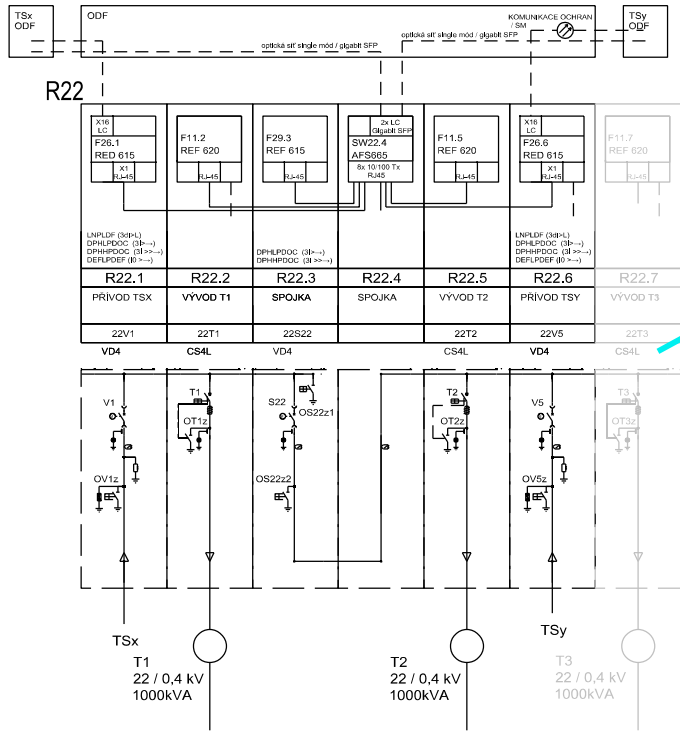 TSx
ODF
ODF
KOMUNIKACE OCHRAN
/ SM
TSy
ODF
optická síť single mód / gigabit SFP
optická síť single mód / gigabit SFP
R22
X16
LC
F26.1
RED 615
X1
RJ-45
F11.2
REF 620
RJ-45
F29.3
REF 615
RJ-45
2x LC
Gigabit SFP
SW22.4
AFS665
8x 10/100 Tx
RJ45
F11.5
REF 620
RJ-45
X16
LC
F26.6
RED 615
X1
RJ-45
F11.7
REF 620
RJ-45
LNPLDF (3dI>L)
DPHLPDOC (3I>→)
DPHHPDOC (3I >>→)
DEFLPDEF (I0 >→)
DPHLPDOC (3I>→)
DPHHPDOC (3I >>→)
LNPLDF (3dI>L)
DPHLPDOC (3I>→)
DPHHPDOC (3I >>→)
DEFLPDEF (I0 >→)
R22.1 R22.2 R22.3 R22.4 R22.5 R22.6 R22.7
PŘÍVOD TSX VÝVOD T1 SPOJKA SPOJKA VÝVOD T2 PŘÍVOD TSY VÝVOD T3
22V1 22T1 22S22 22T2 22V5 22T3
VD4 CS4L VD4 CS4L VD4 CS4L
V1 T1 S22 OS22z1 T2 V5 T3
OT1z OT2z OT3z
OV1z OS22z2 OV5z
TSx
TSy
T1
22 / 0,4 kV
1000kVA
T2
22 / 0,4 kV
1000kVA
T3
22 / 0,4 kV
1000kVA